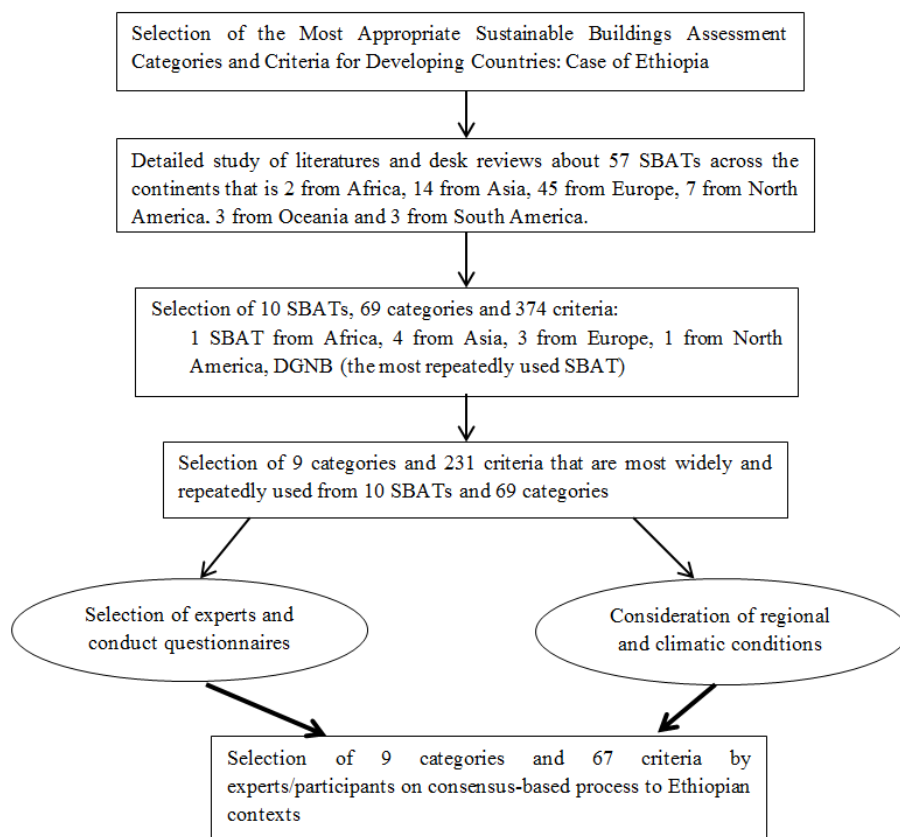 Selection of the Most Appropriate Sustainable Buildings Assessment
Categories and Criteria for Developing Countries: Case of Ethiopia
Detailed study of literatures and desk reviews about 57 SBATs across the
continents that is 2 from Africa, 14 from Asia, 45 from Europe, 7 from North
America. 3 from Oceania and 3 from South America.
Selection of 10 SBATs, 69 categories and 374 criteria:
1 SBAT from Africa, 4 from Asia, 3 from Europe, 1 from North
America, DGNB (the most repeatedly used SBAT)
Selection of 9 categories and 231 criteria that are most widely and
repeatedly used from 10 SBATs and 69 categories
Selection of experts and
conduct questionnaires
Consideration of regional
and climatic conditions
Selection of 9 categories and 67 criteria by
experts/participants on consensus-based process to Ethiopian
contexts